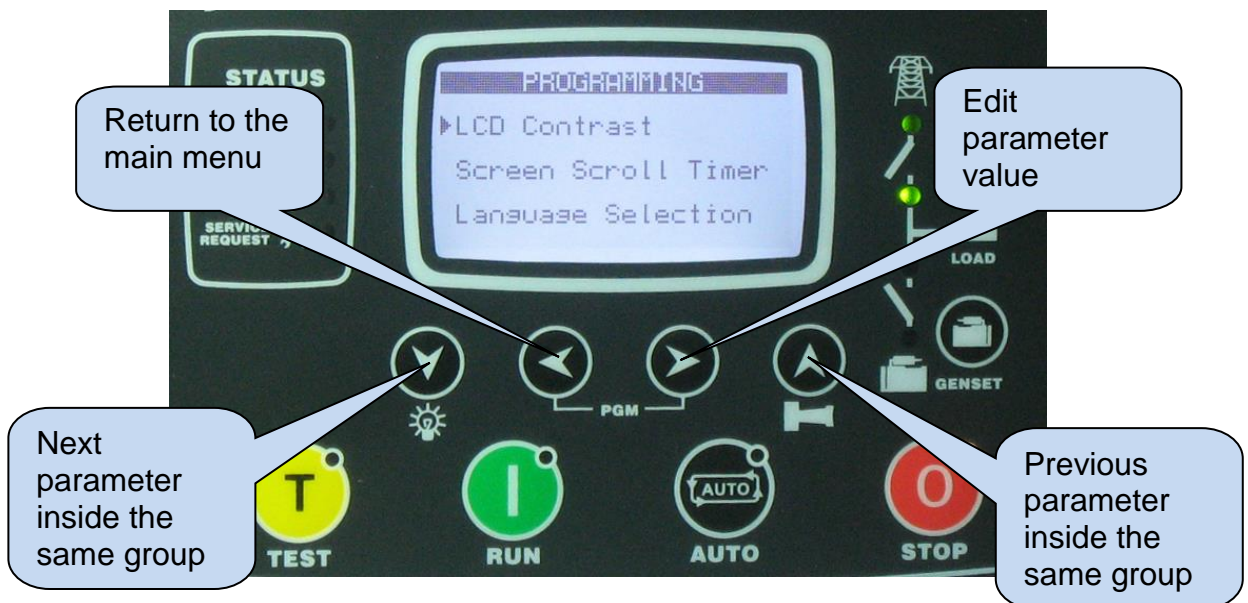 STATUS
PROGRAMMING
LCD Contrast
Screen Scroll Timer
Language Selection
Return to the
main menu
Edit
parameter
value
REQUEST
LOAD
GENSET
PGM
Next
parameter
inside the
same group
Previous
parameter
inside the
same group
T
TEST
I
RUN
AUTO
AUTO
O
STOP